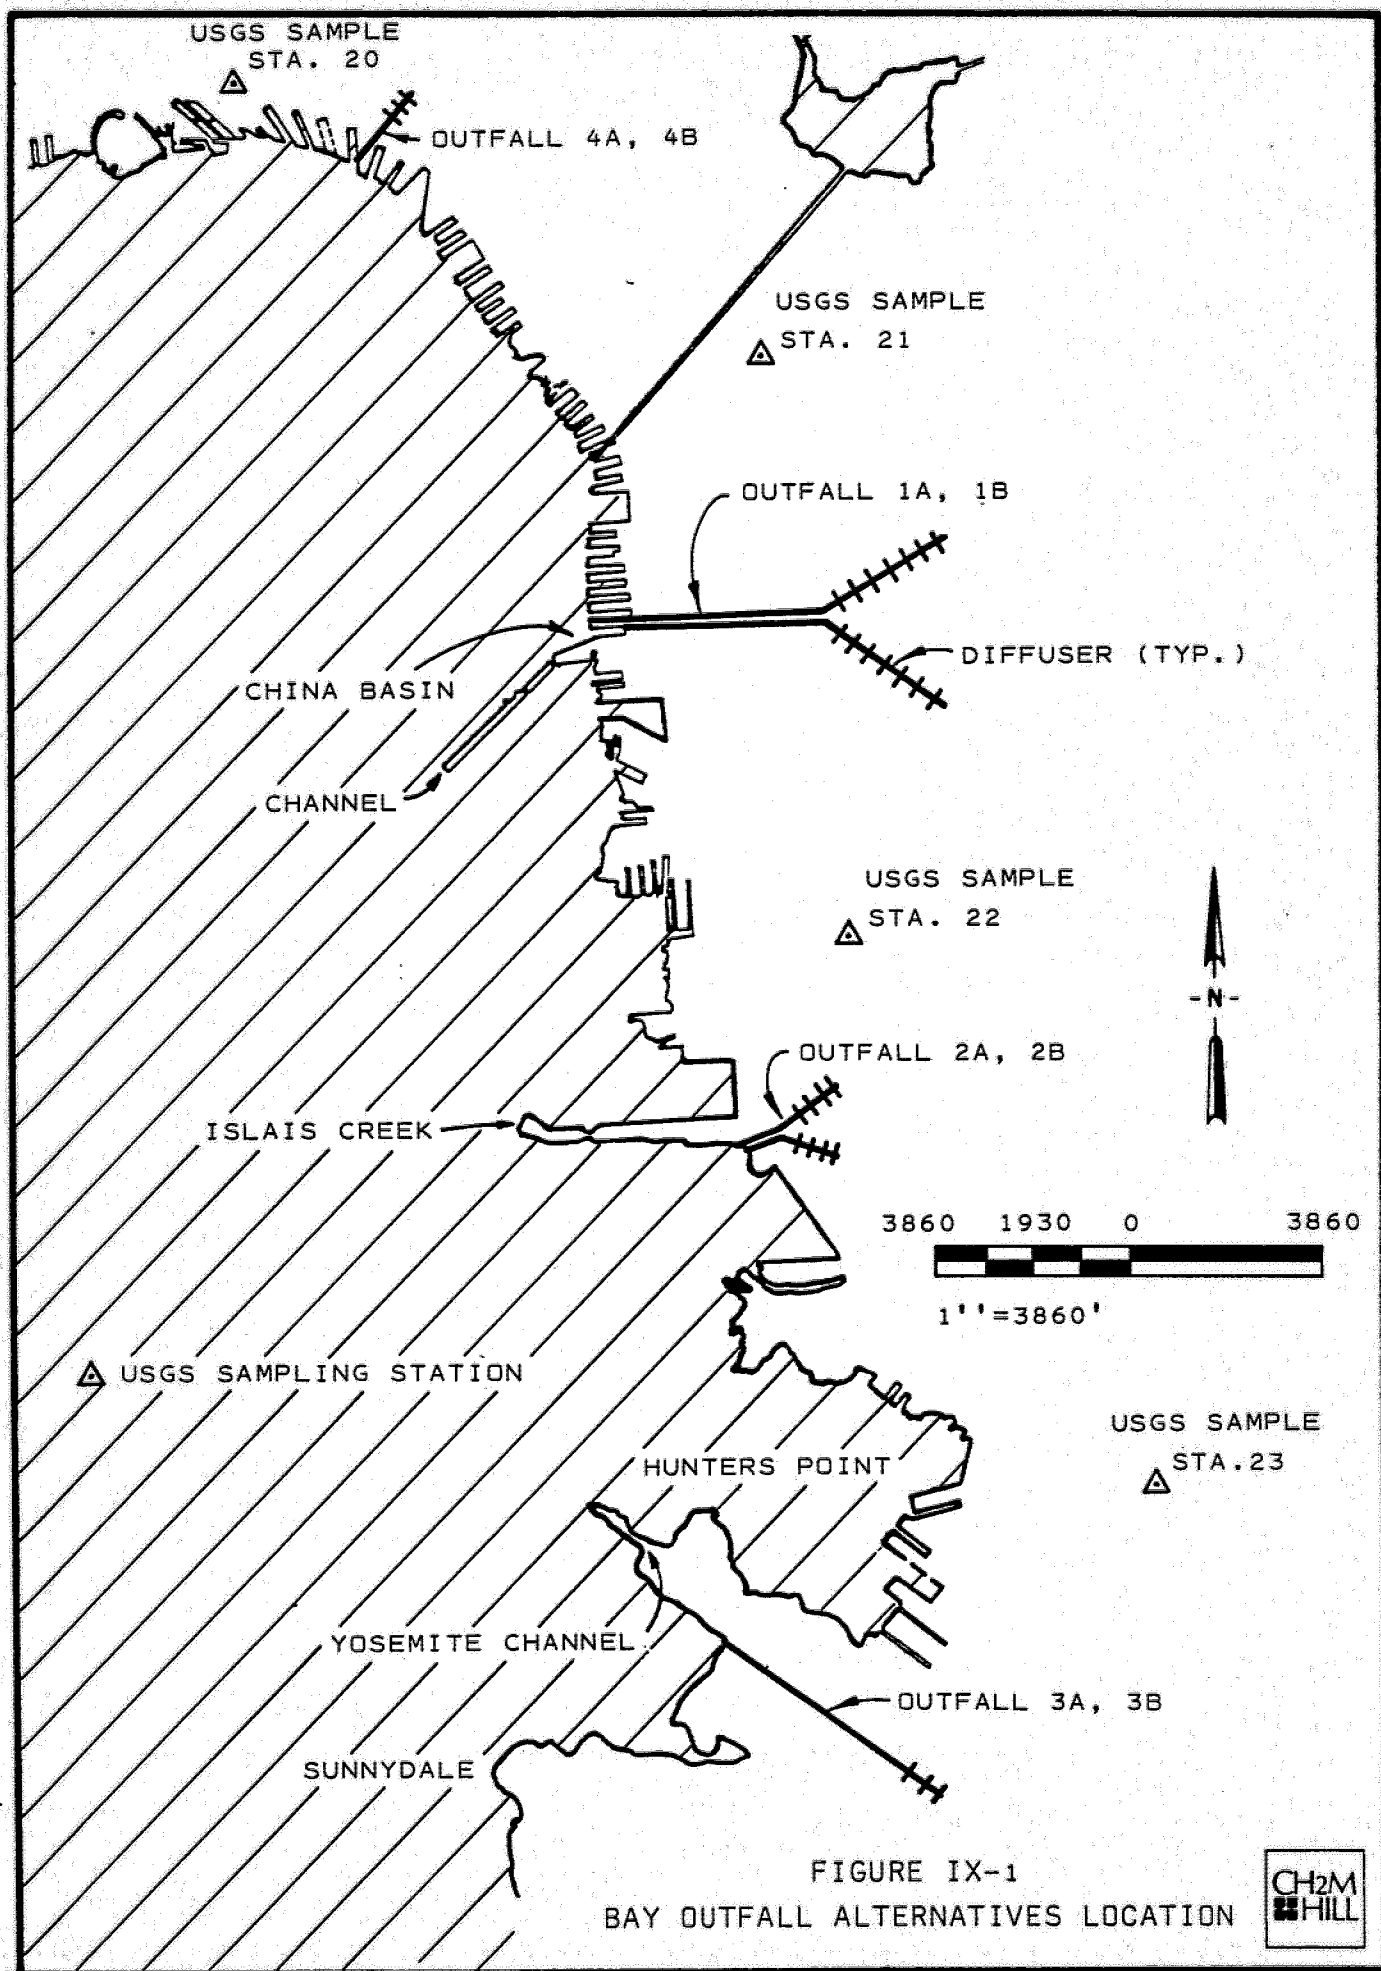 USGS SAMPLE
STA. 20
OUTFALL 4A, 4B
USGS SAMPLE
STA. 21
OUTFALL 1A, 1B
DIFFUSER (TYP.)
CHINA BASIN
CHANNEL
USGS SAMPLE
STA. 22
-N-
OUTFALL 2A, 2B
ISLAIS CREEK
3860 1930 0 3860
1''=3860'
USGS SAMPLING STATION
USGS SAMPLE
STA.23
HUNTERS POINT
YOSEMITE CHANNEL
OUTFALL 3A, 3B
SUNNYDALE
FIGURE IX-1
BAY OUTFALL ALTERNATIVES LOCATION
CH2M
HILL